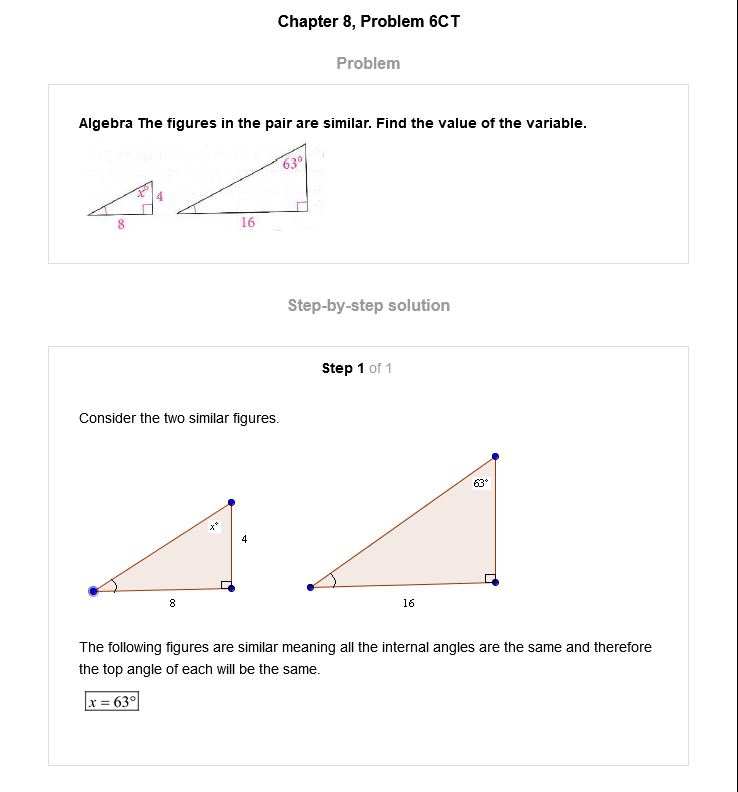 Chapter 8, Problem 6CT
Problem
Algebra The figures in the pair are similar. Find the value of the variable.
63°
x°
4
8
16
Step-by-step solution
Step 1 of 1
Consider the two similar figures.
63°
x°
4
8
16
The following figures are similar meaning all the internal angles are the same and therefore
the top angle of each will be the same.
x = 63°